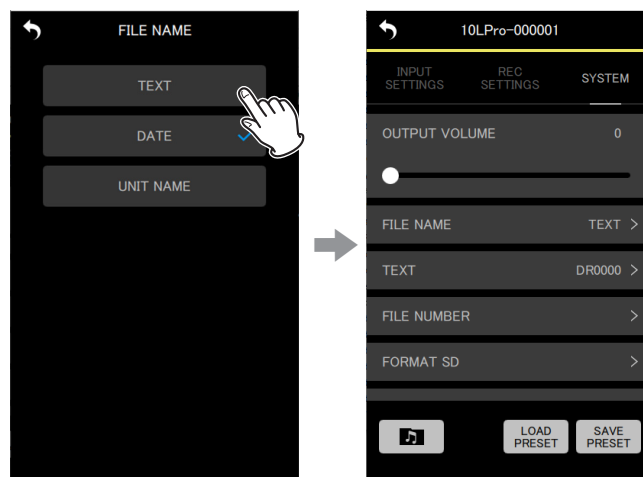 FILE NAME
TEXT
DATE
UNIT NAME
10LPro-000001
INPUT
SETTINGS
REC
SETTINGS
SYSTEM
OUTPUT VOLUME 0
FILE NAME TEXT >
TEXT DR0000 >
FILE NUMBER >
FORMAT SD >
LOAD
PRESET
SAVE
PRESET